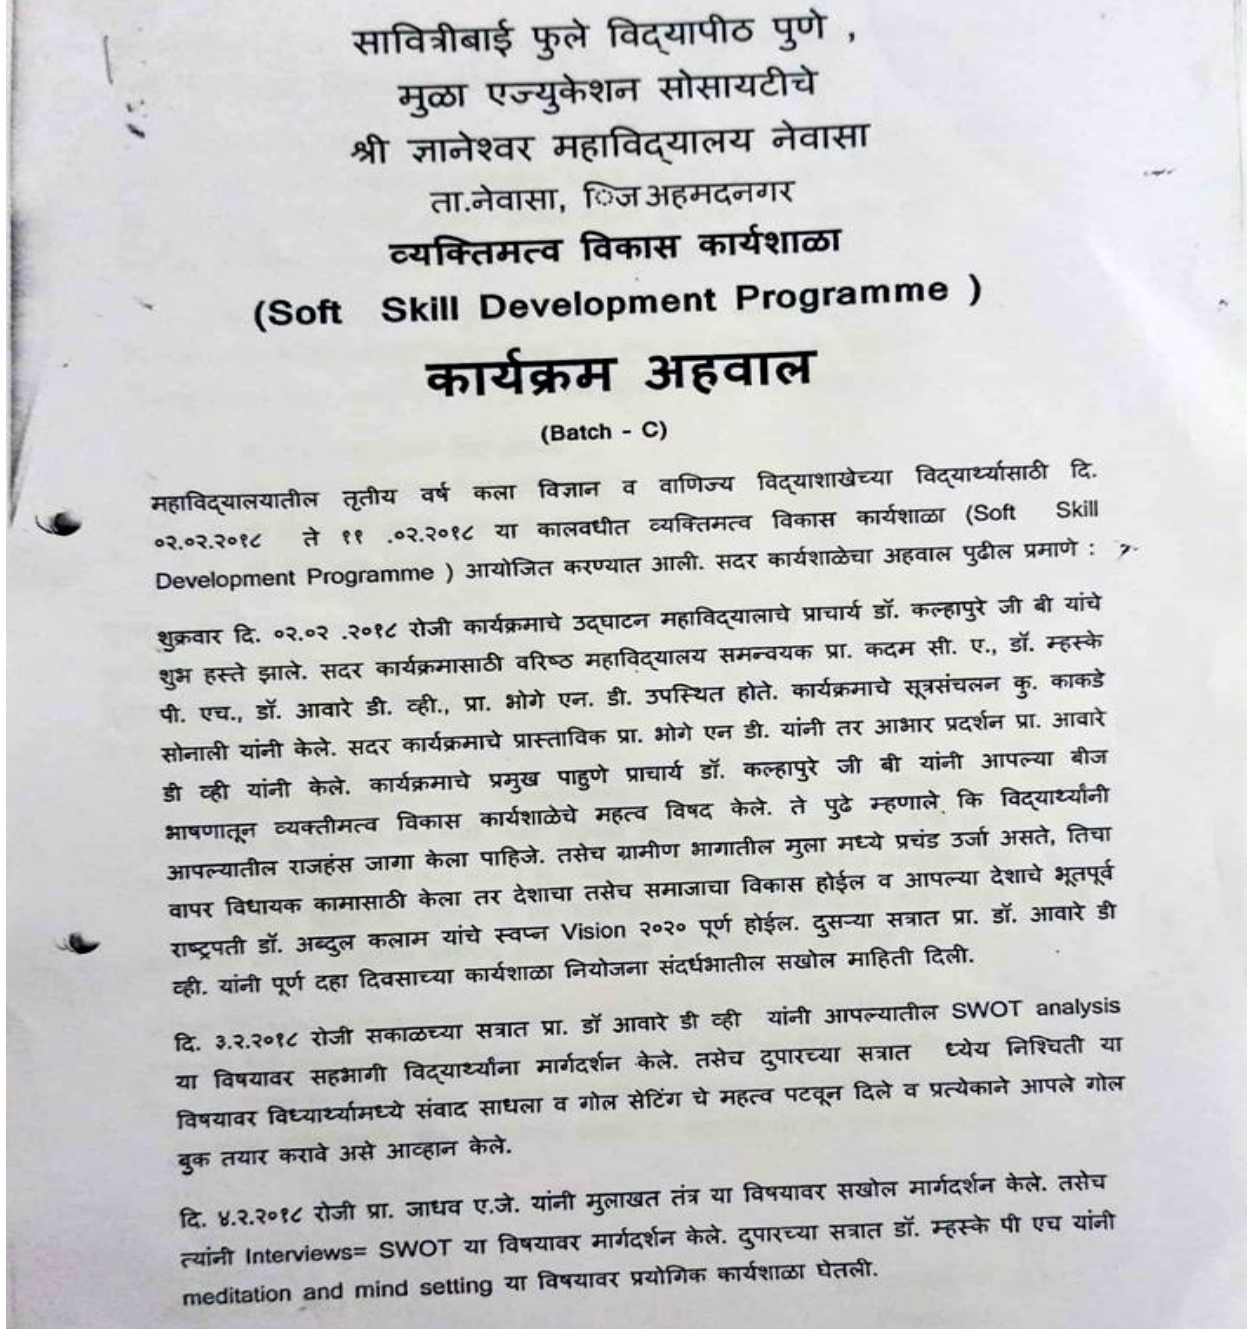 सावित्रीबाई फुले विद्यापीठ पुणे ,
मुळा एज्युकेशन सोसायटीचे
श्री ज्ञानेश्वर महाविद्यालय नेवासा
ता.नेवासा, िज अहमदनगर
व्यक्तिमत्व विकास कार्यशाळा
(Soft Skill Development Programme )
कार्यक्रम अहवाल
(Batch - C)
महाविद्यालयातील तृतीय वर्ष कला विज्ञान व वाणिज्य विद्याशाखेच्या विद्यार्थ्यासाठी दि.
०२.०२.२०१८ ते ११ .०२.२०१८ या कालवधीत व्यक्तिमत्व विकास कार्यशाळा (Soft Skill
Development Programme ) आयोजित करण्यात आली. सदर कार्यशाळेचा अहवाल पुढील प्रमाणे :
शुक्रवार दि. ०२.०२ .२०१८ रोजी कार्यक्रमाचे उद्घाटन महाविद्यालाचे प्राचार्य डॉ. कल्हापुरे जी बी यांचे
शुभ हस्ते झाले. सदर कार्यक्रमासाठी वरिष्ठ महाविद्यालय समन्वयक प्रा. कदम सी. ए., डॉ. म्हस्के
पी. एच., डॉ. आवारे डी. व्ही., प्रा. भोगे एन. डी. उपस्थित होते. कार्यक्रमाचे सूत्रसंचलन कु. काकडे
सोनाली यांनी केले. सदर कार्यक्रमाचे प्रास्ताविक प्रा. भोगे एन डी. यांनी तर आभार प्रदर्शन प्रा. आवारे
डी व्ही यांनी केले. कार्यक्रमाचे प्रमुख पाहुणे प्राचार्य डॉ. कल्हापुरे जी बी यांनी आपल्या बीज
भाषणातून व्यक्तीमत्व विकास कार्यशाळेचे महत्व विषद केले. ते पुढे म्हणाले कि विद्यार्थ्यांनी
आपल्यातील राजहंस जागा केला पाहिजे. तसेच ग्रामीण भागातील मुला मध्ये प्रचंड उर्जा असते, तिचा
वापर विधायक कामासाठी केला तर देशाचा तसेच समाजाचा विकास होईल व आपल्या देशाचे भूतपूर्व
राष्ट्रपती डॉ. अब्दुल कलाम यांचे स्वप्न Vision २०२० पूर्ण होईल. दुसऱ्या सत्रात प्रा. डॉ. आवारे डी
व्ही. यांनी पूर्ण दहा दिवसाच्या कार्यशाळा नियोजना संदर्धभातील सखोल माहिती दिली.
दि. ३.२.२०१८ रोजी सकाळच्या सत्रात प्रा. डॉ आवारे डी व्ही यांनी आपल्यातील SWOT analysis
या विषयावर सहभागी विद्यार्थ्यांना मार्गदर्शन केले. तसेच दुपारच्या सत्रात ध्येय निश्चिती या
विषयावर विध्यार्थ्यामध्ये संवाद साधला व गोल सेटिंग चे महत्व पटवून दिले व प्रत्येकाने आपले गोल
बुक तयार करावे असे आव्हान केले.
दि. ४.२.२०१८ रोजी प्रा. जाधव ए.जे. यांनी मुलाखत तंत्र या विषयावर सखोल मार्गदर्शन केले. तसेच
त्यांनी Interviews= SWOT या विषयावर मार्गदर्शन केले. दुपारच्या सत्रात डॉ. म्हस्के पी एच यांनी
meditation and mind setting या विषयावर प्रयोगिक कार्यशाळा घेतली.